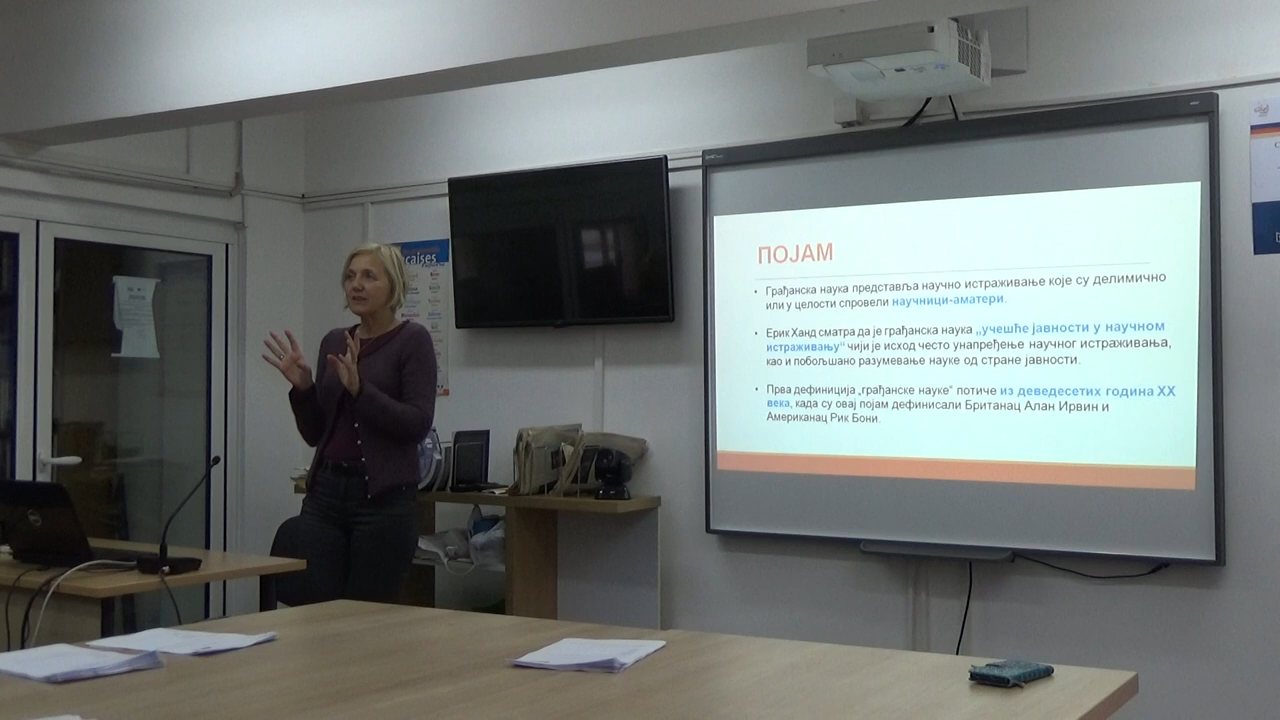 caises
ПОЈАМ
• Грађанска наука представља научно истраживање које су делимично
или у целости спровели научници-аматери.
• Ерик Ханд сматра да је грађанска наука „учешће јавности у научном
истраживању“ чији је исход често унапређење научног истраживања,
као и побољшано разумевање науке од стране јавности.
• Прва дефиниција „грађанске науке“ потиче из деведесетих година XX
века, када су овај појам дефинисали Британац Алан Ирвин и
Американац Рик Бони.